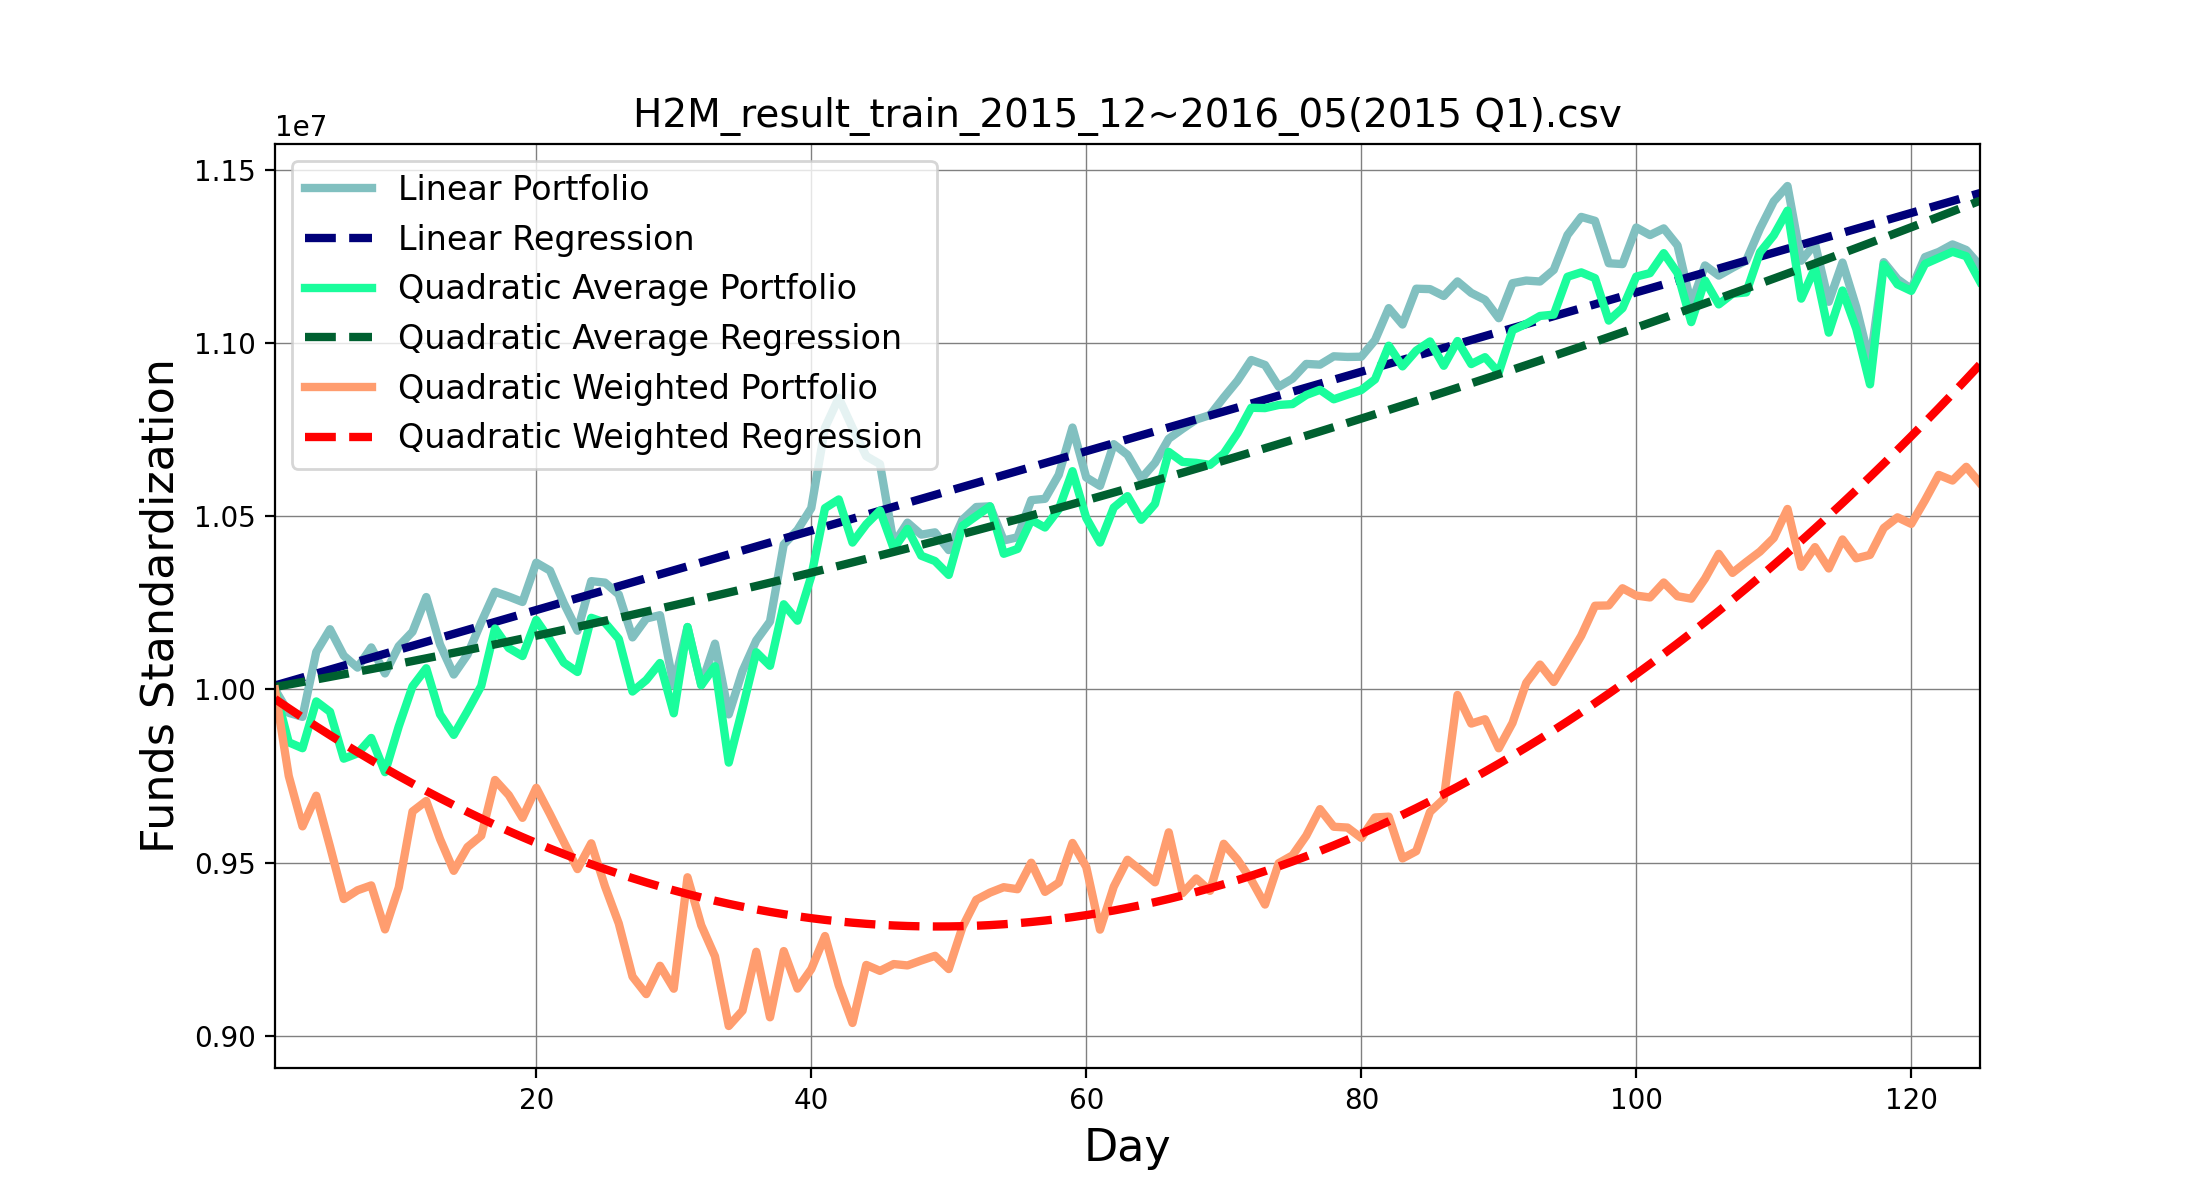 H2M_result_train_2015_12~2016_05(2015 Q1).csv
1e7
1.15
1.10
1.05
1.00
0.95
0.90
Funds Standardization
Linear Portfolio
Linear Regression
Quadratic Average Portfolio
Quadratic Average Regression
Quadratic Weighted Portfolio
Quadratic Weighted Regression
20 40 60 80 100 120
Day